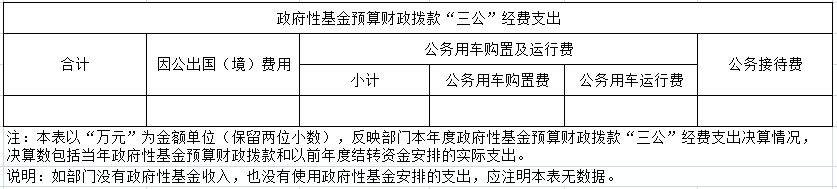 政府性基金预算财政拨款“三公”经费支出
合计 因公出国（境）费用 公务用车购置及运行费 公务接待费
小计 公务用车购置费 公务用车运行费
注：本表以“万元”为金额单位（保留两位小数），反映部门本年度政府性基金预算财政拨款“三公”经费支出决算情况，
决算数包括当年政府性基金预算财政拨款和以前年度结转资金安排的实际支出。
说明：如部门没有政府性基金收入，也没有使用政府性基金安排的支出，应注明本表无数据。